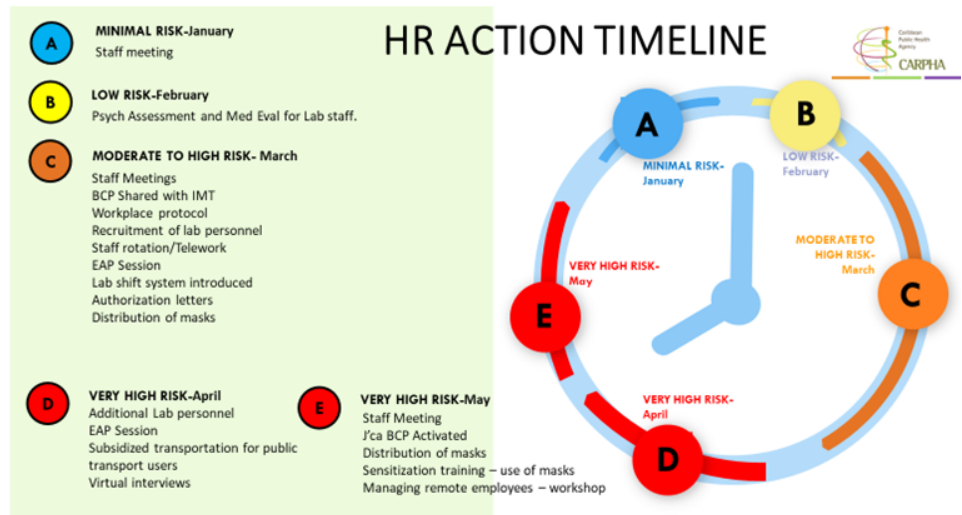 HR ACTION TIMELINE
Caribbean
Public Health
Agency
CARPHA
A
MINIMAL RISK-January
Staff meeting
B
LOW RISK-February
Psych Assessment and Med Eval for Lab staff.
C
MODERATE TO HIGH RISK- March
Staff Meetings
BCP Shared with IMT
Workplace protocol
Recruitment of lab personnel
Staff rotation/Telework
EAP Session
Lab shift system introduced
Authorization letters
Distribution of masks
D
VERY HIGH RISK-April
Additional Lab personnel
EAP Session
Subsidized transportation for public
transport users
Virtual interviews
E
VERY HIGH RISK-May
Staff Meeting
J'ca BCP Activated
Distribution of masks
Sensitization training – use of masks
Managing remote employees – workshop
A
MINIMAL RISK-
January
B
LOW RISK-
February
MODERATE TO
HIGH RISK-
March
C
VERY HIGH RISK-
April
D
VERY HIGH RISK-
May
E